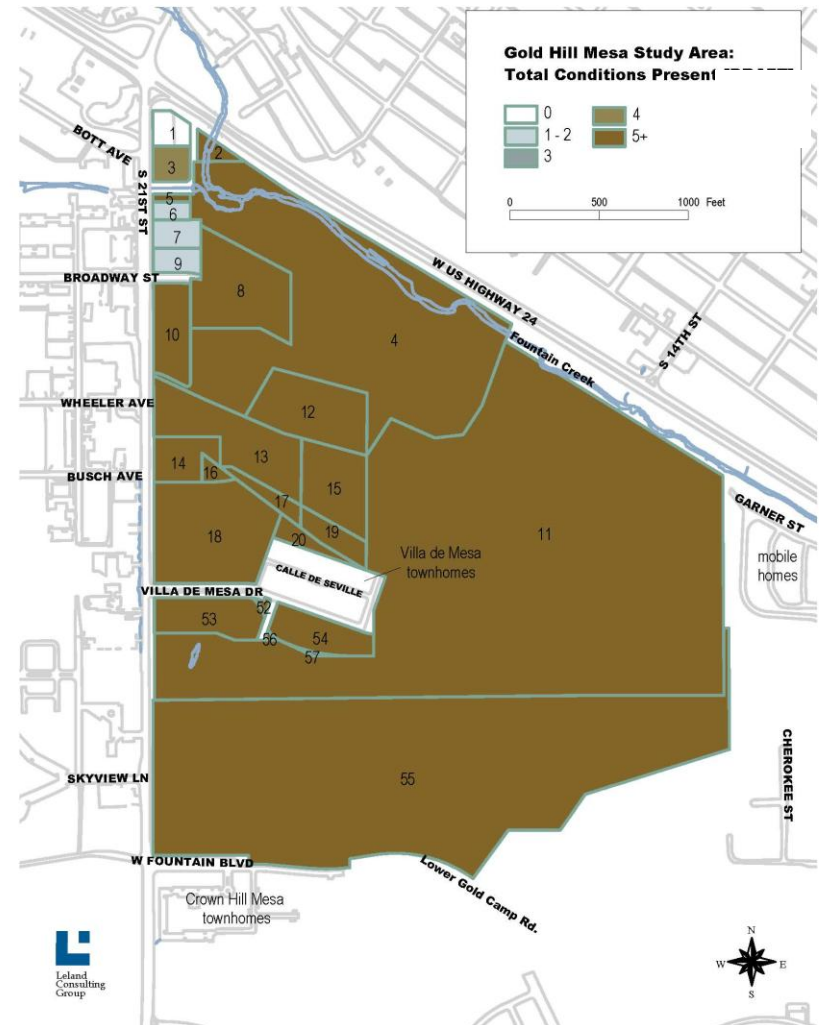 Gold Hill Mesa Study Area:
Total Conditions Present
0
1 - 2
3
4
5+
0 500 1000 Feet
BOTT AVE
S 21ST ST
1
2
3
5
6
7
9
BROADWAY ST
8
10
4
W US HIGHWAY 24
Fountain Creek
S 14TH ST
WHEELER AVE
12
13
14
16
BUSCH AVE
15
17
19
18
20
11
GARNER ST
mobile
homes
Villa de Mesa
townhomes
CALLE DE SEVILLE
VILLA DE MESA DR
52
53
54
56
57
CHEROKEE ST
SKYVIEW LN
55
W FOUNTAIN BLVD
Lower Gold Camp Rd.
Crown Hill Mesa
townhomes
Leland
Consulting
Group
N
W E
S